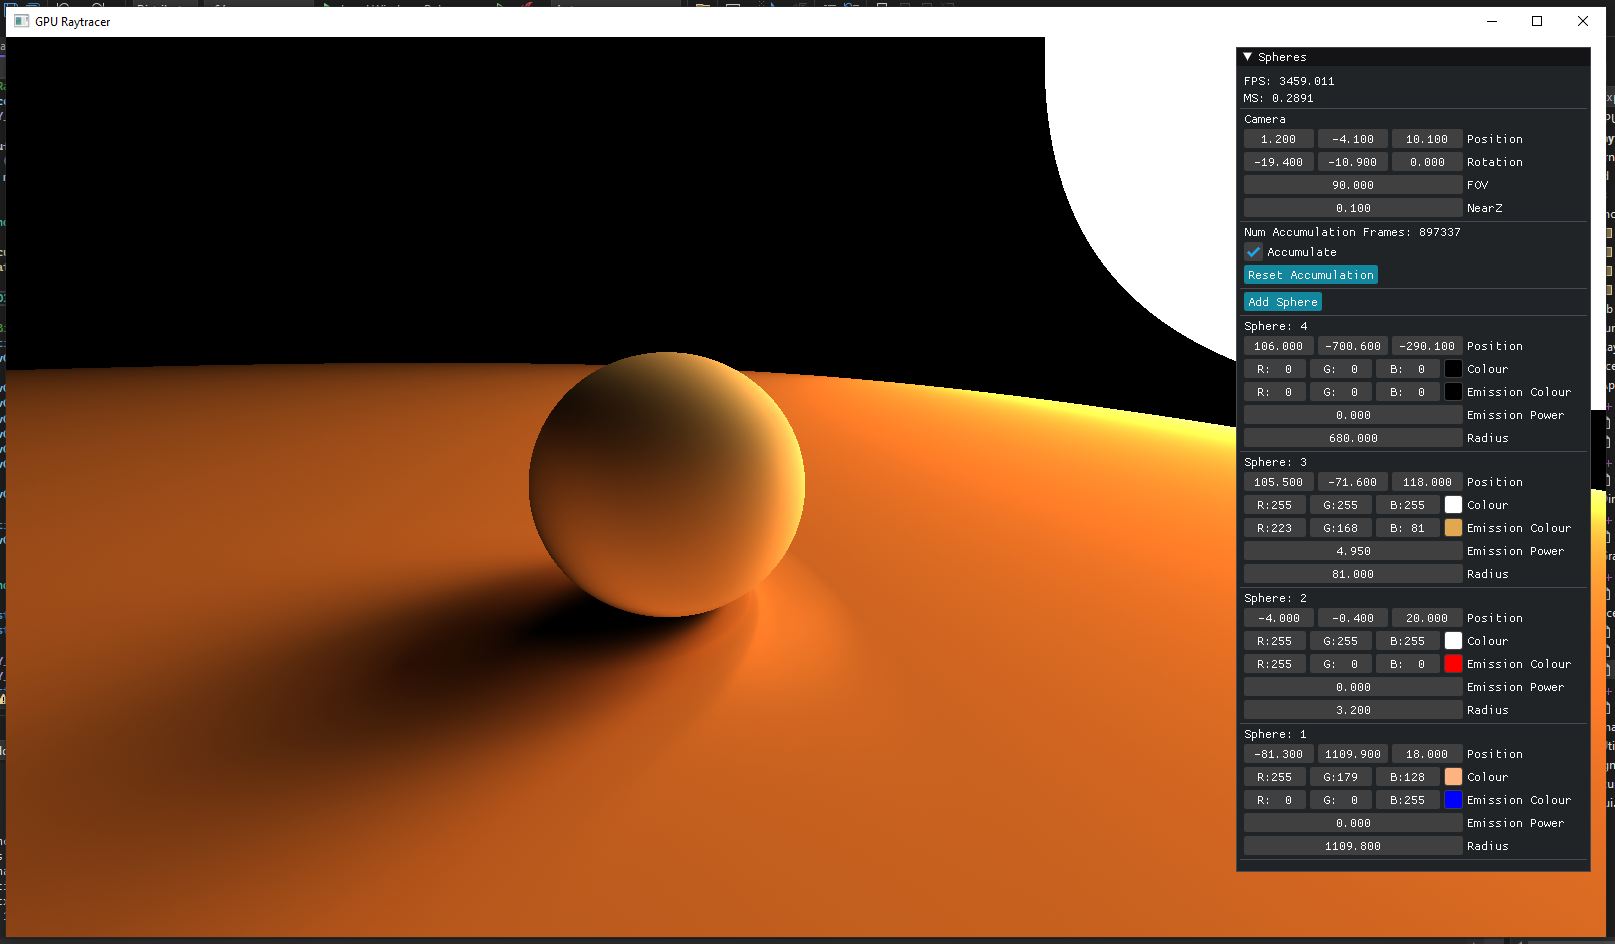 GPU Raytracer
Spheres
FPS: 3459.011
MS: 0.2891
Camera
1.200 -4.100 10.100 Position
-19.400 -10.900 0.000 Rotation
90.000 FOV
0.100 NearZ
Num Accumulation Frames: 897337
Accumulate
Reset Accumulation
Add Sphere
Sphere: 4
106.000 -700.600 -290.100 Position
R: 0 G: 0 B: 0 Colour
R: 0 G: 0 B: 0 Emission Colour
0.000 Emission Power
680.000 Radius
Sphere: 3
105.500 -71.600 118.000 Position
R:255 G:255 B:255 Colour
R:223 G:168 B: 81 Emission Colour
4.950 Emission Power
81.000 Radius
Sphere: 2
-4.000 -0.400 20.000 Position
R:255 G:255 B:255 Colour
R:255 G: 0 B: 0 Emission Colour
0.000 Emission Power
3.200 Radius
Sphere: 1
-81.300 1109.900 18.000 Position
R:255 G:179 B:128 Colour
R: 0 G: 0 B:255 Emission Colour
0.000 Emission Power
1109.800 Radius